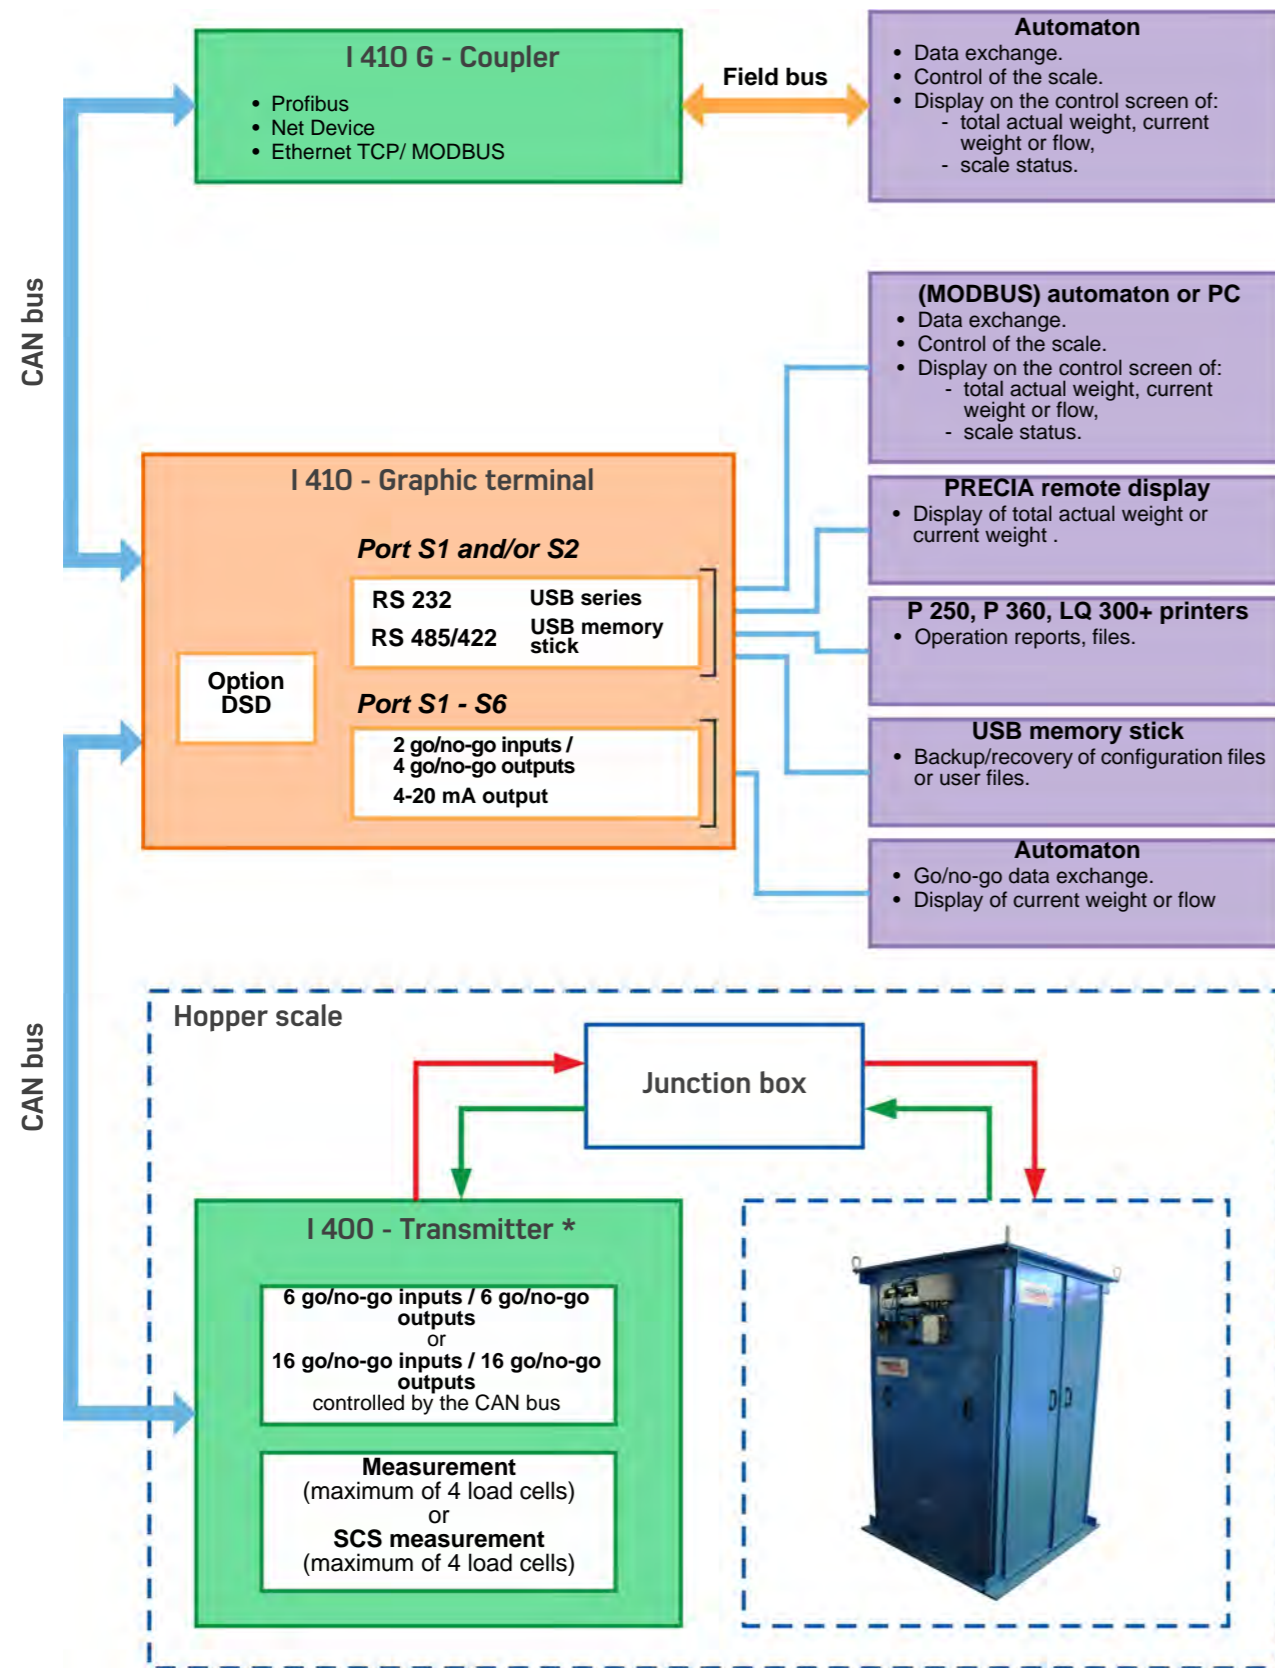 I 410 G - Coupler
• Profibus
• Net Device
• Ethernet TCP/ MODBUS
Field bus
Automaton
• Data exchange.
• Control of the scale.
• Display on the control screen of:
- total actual weight, current
weight or flow,
- scale status.
CAN bus
(MODBUS) automaton or PC
• Data exchange.
• Control of the scale.
• Display on the control screen of:
- total actual weight, current
weight or flow,
- scale status.
I 410 - Graphic terminal
Port S1 and/or S2
RS 232
USB series
RS 485/422
USB memory
stick
Option
DSD
Port S1 - S6
2 go/no-go inputs /
4 go/no-go outputs
4-20 mA output
PRECIA remote display
• Display of total actual weight or
current weight .
P 250, P 360, LQ 300+ printers
• Operation reports, files.
USB memory stick
• Backup/recovery of configuration files
or user files.
Automaton
• Go/no-go data exchange.
• Display of current weight or flow
CAN bus
Hopper scale
Junction box
I 400 - Transmitter *
6 go/no-go inputs / 6 go/no-go
outputs
or
16 go/no-go inputs / 16 go/no-go
outputs
controlled by the CAN bus
Measurement
(maximum of 4 load cells)
or
SCS measurement
(maximum of 4 load cells)